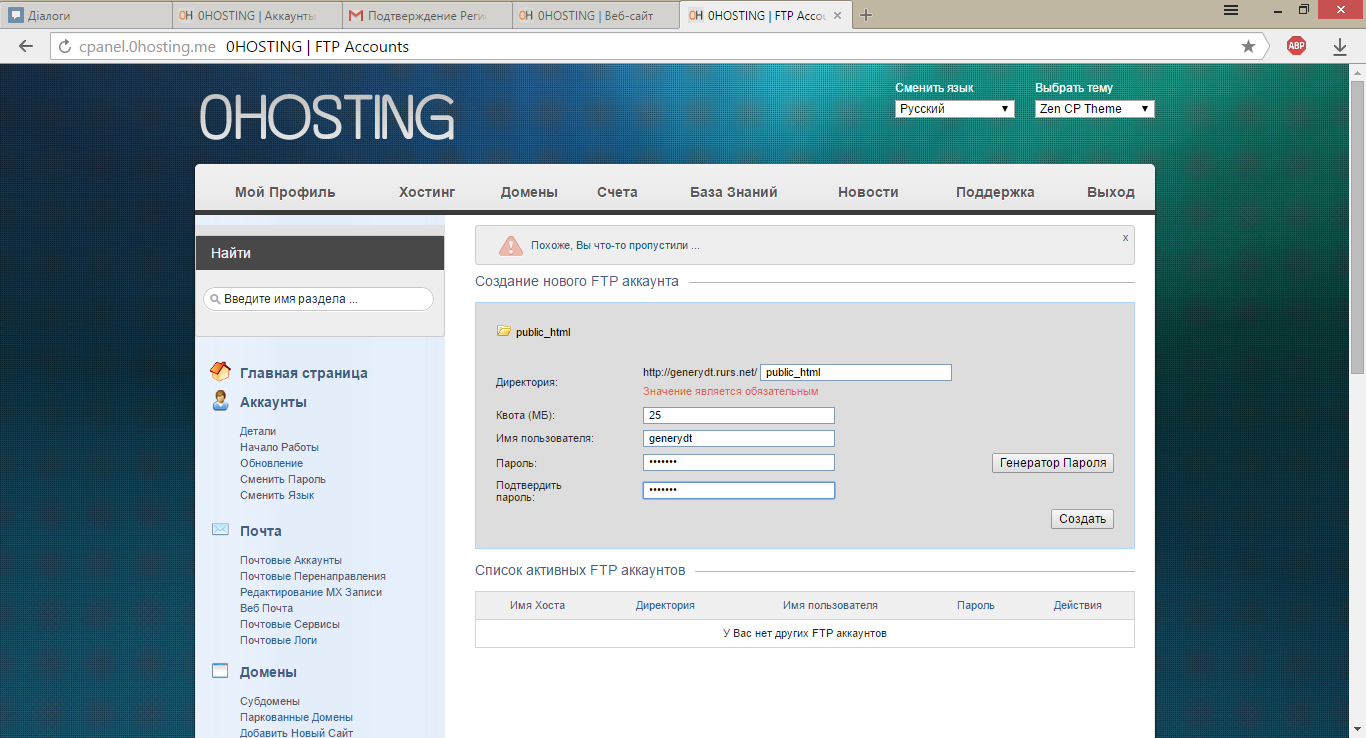 Діалоги
0HOSTING | Аккаунты
Подтверждение Реги
0HOSTING | Веб-сайт
0HOSTING | FTP Accou
cpanel.0hosting.me 0HOSTING | FTP Accounts
ABP
0HOSTING
Сменить язык
Выбрать тему
Русский
Zen CP Theme
Мой Профиль
Хостинг
Домены
Счета
База Знаний
Новости
Поддержка
Выход
Найти
Введите имя раздела ...
Главная страница
Аккаунты
Детали
Начало Работы
Обновление
Сменить Пароль
Сменить Язык
Почта
Почтовые Аккаунты
Почтовые Перенаправления
Редактирование MX Записи
Веб Почта
Почтовые Сервисы
Почтовые Логи
Домены
Субдомены
Паркованные Домены
Добавить Новый Сайт
Похоже, Вы что-то пропустили ...
x
Создание нового FTP аккаунта
public_html
Директория:
http://generydt.rurs.net/ public_html
Значение является обязательным
Квота (МБ):
25
Имя пользователя:
generydt
Пароль:
•••••••
Генератор Пароля
Подтвердить
пароль:
•••••••
Создать
Список активных FTP аккаунтов
Имя Хоста
Директория
Имя пользователя
Пароль
Действия
У Вас нет других FTP аккаунтов